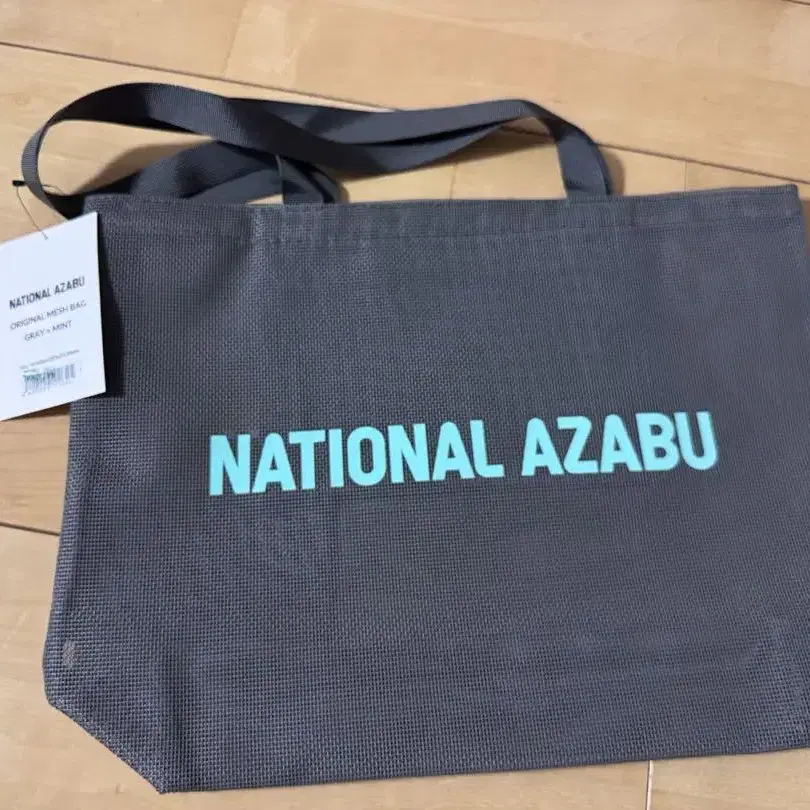 NATIONAL AZABU
ORIGINAL MESH BAG
GRAY × MINT
NATIONAL AZABU